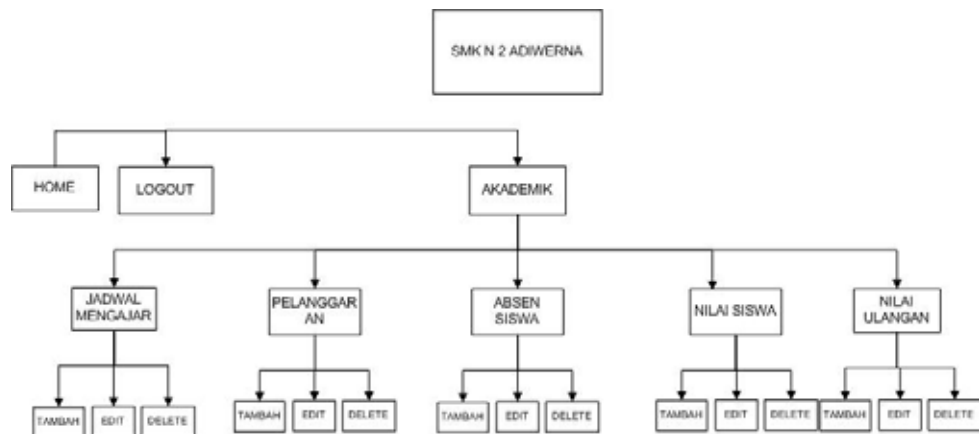 SMK N 2 ADIWERNA
HOME
LOGOUT
AKADEMIK
JADWAL
MENGAJAR
PELANGGAR
AN
ABSEN
SISWA
NILAI SISWA
NILAI
ULANGAN
TAMBAH
EDIT
DELETE
TAMBAH
EDIT
DELETE
TAMBAH
EDIT
DELETE
TAMBAH
EDIT
DELETE
TAMBAH
EDIT
DELETE